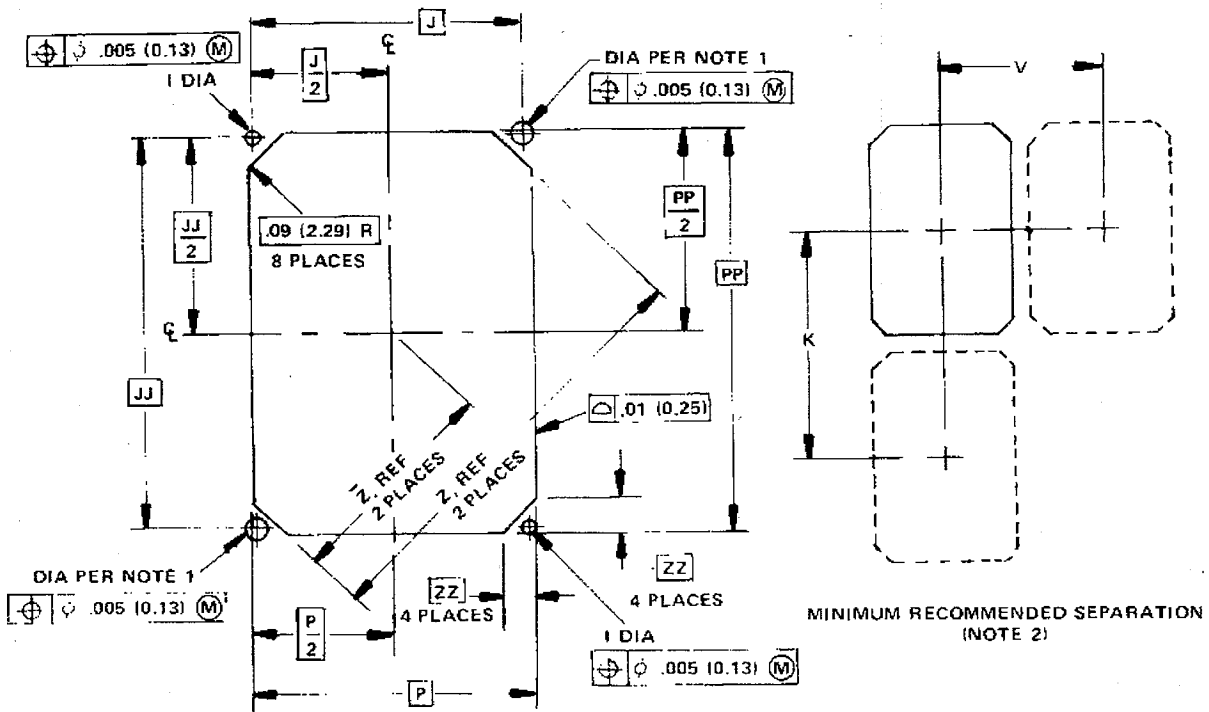 J
⌖ ⌀ .005 (0.13) Ⓜ
℄
J
2
I DIA
DIA PER NOTE 1
⌖ ⌀ .005 (0.13) Ⓜ
V
JJ
2
PP
2
.09 (2.29) R
8 PLACES
PP
℄
K
JJ
⌓ .01 (0.25)
Z, REF
2 PLACES
Z, REF
2 PLACES
DIA PER NOTE 1
⌖ ⌀ .005 (0.13) Ⓜ
ZZ
4 PLACES
ZZ
4 PLACES
P
2
I DIA
⌖ ⌀ .005 (0.13) Ⓜ
P
MINIMUM RECOMMENDED SEPARATION
(NOTE 2)